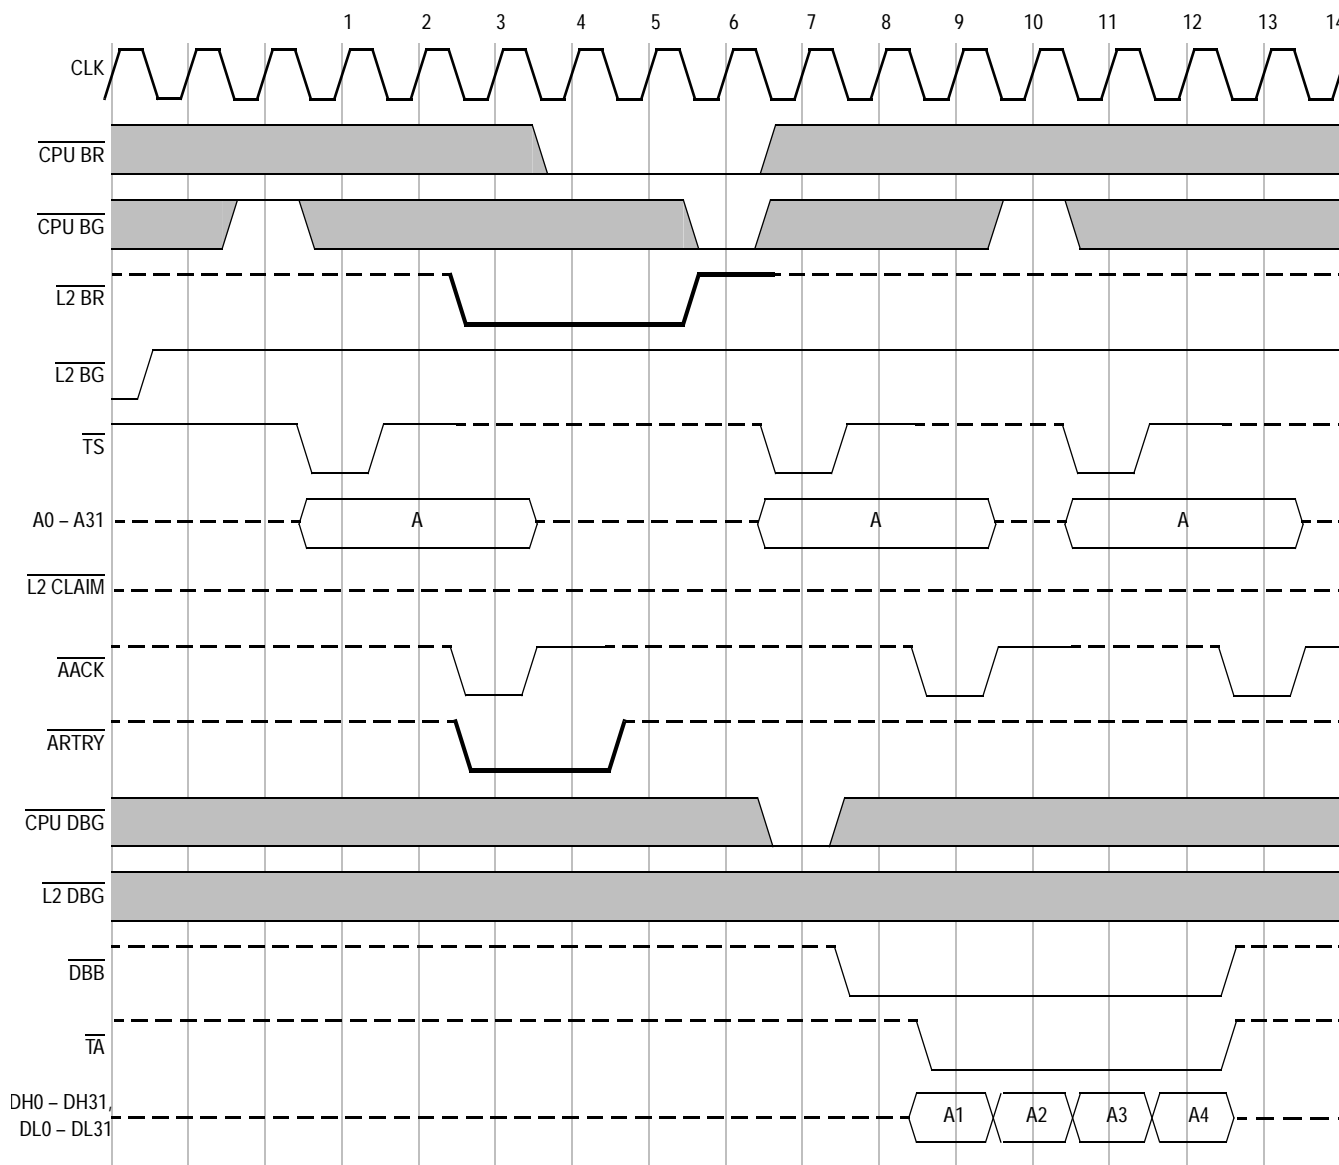 1 2 3 4 5 6 7 8 9 10 11 12 13 14
CLK
CPU BR
CPU BG
L2 BR
L2 BG
TS
A0 – A31 A A A
L2 CLAIM
AACK
ARTRY
CPU DBG
L2 DBG
DBB
TA
DH0 – DH31,
DL0 – DL31
A1 A2 A3 A4